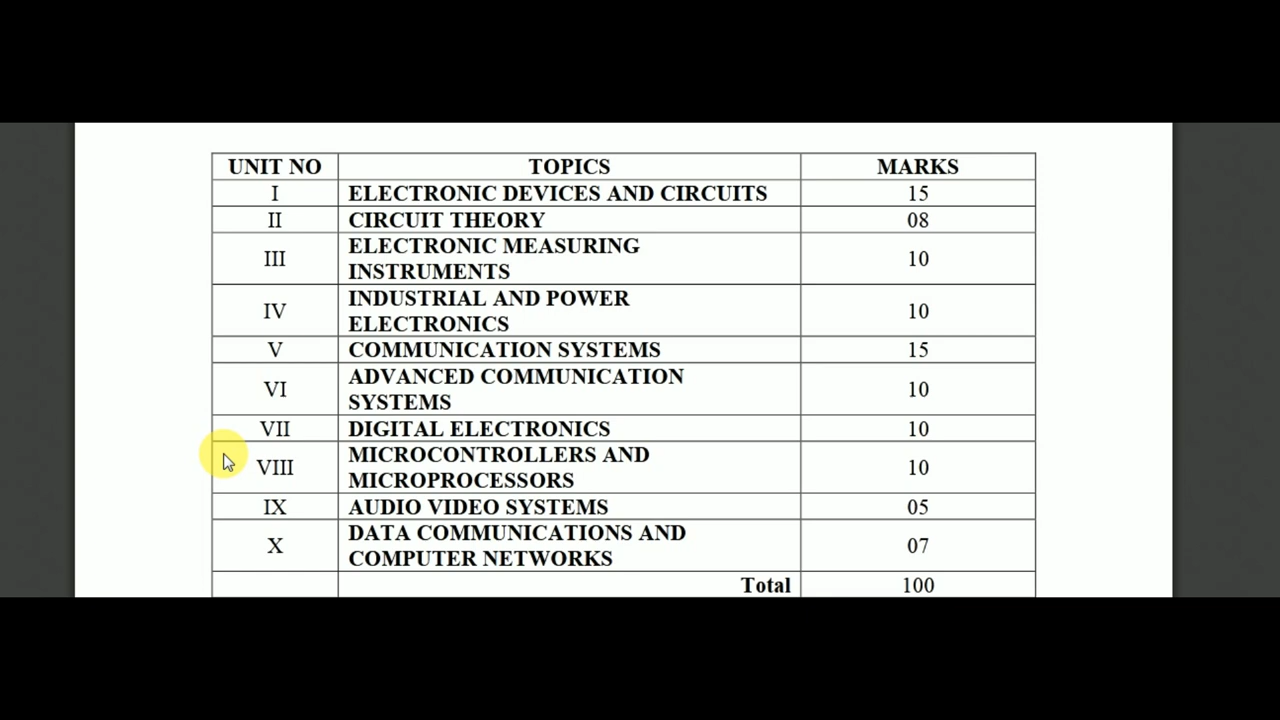 UNIT NO TOPICS MARKS
I ELECTRONIC DEVICES AND CIRCUITS 15
II CIRCUIT THEORY 08
III ELECTRONIC MEASURING
INSTRUMENTS 10
IV INDUSTRIAL AND POWER
ELECTRONICS 10
V COMMUNICATION SYSTEMS 15
VI ADVANCED COMMUNICATION
SYSTEMS 10
VII DIGITAL ELECTRONICS 10
VIII MICROCONTROLLERS AND
MICROPROCESSORS 10
IX AUDIO VIDEO SYSTEMS 05
X DATA COMMUNICATIONS AND
COMPUTER NETWORKS 07
Total 100